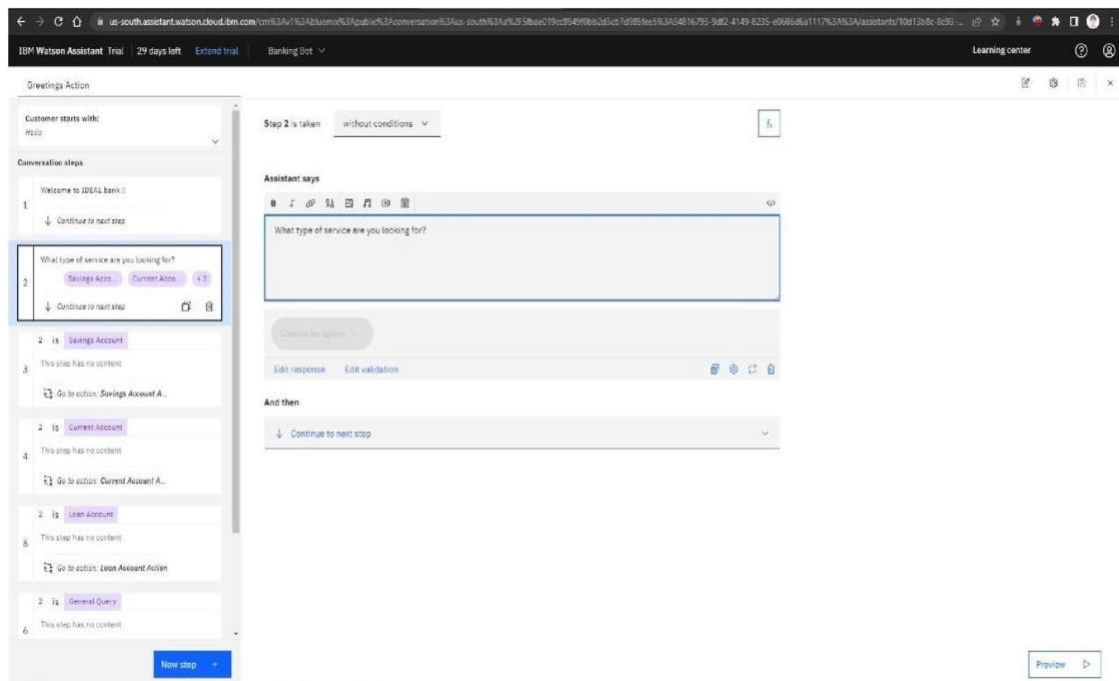 us-south.assistant.watson.cloud.ibm.com/
IBM Watson Assistant Trial 29 days left Extend trial Banking Bot Learning center
Greetings Action
Customer starts with:
Hello
Conversation steps
1
Welcome to IDEAL bank !!
Continue to next step
2
What type of service are you looking for?
Savings Acco... Current Acco... +2
Continue to next step
2 is Savings Account
3
This step has no content
Go to action: Savings Account A...
2 is Current Account
4
This step has no content
Go to action: Current Account A...
2 is Loan Account
5
This step has no content
Go to action: Loan Account Action
2 is General Query
6
This step has no content
New step +
Step 2 is taken without conditions
Assistant says
B I
What type of service are you looking for?
Edit response Edit validation
And then
Continue to next step
Preview